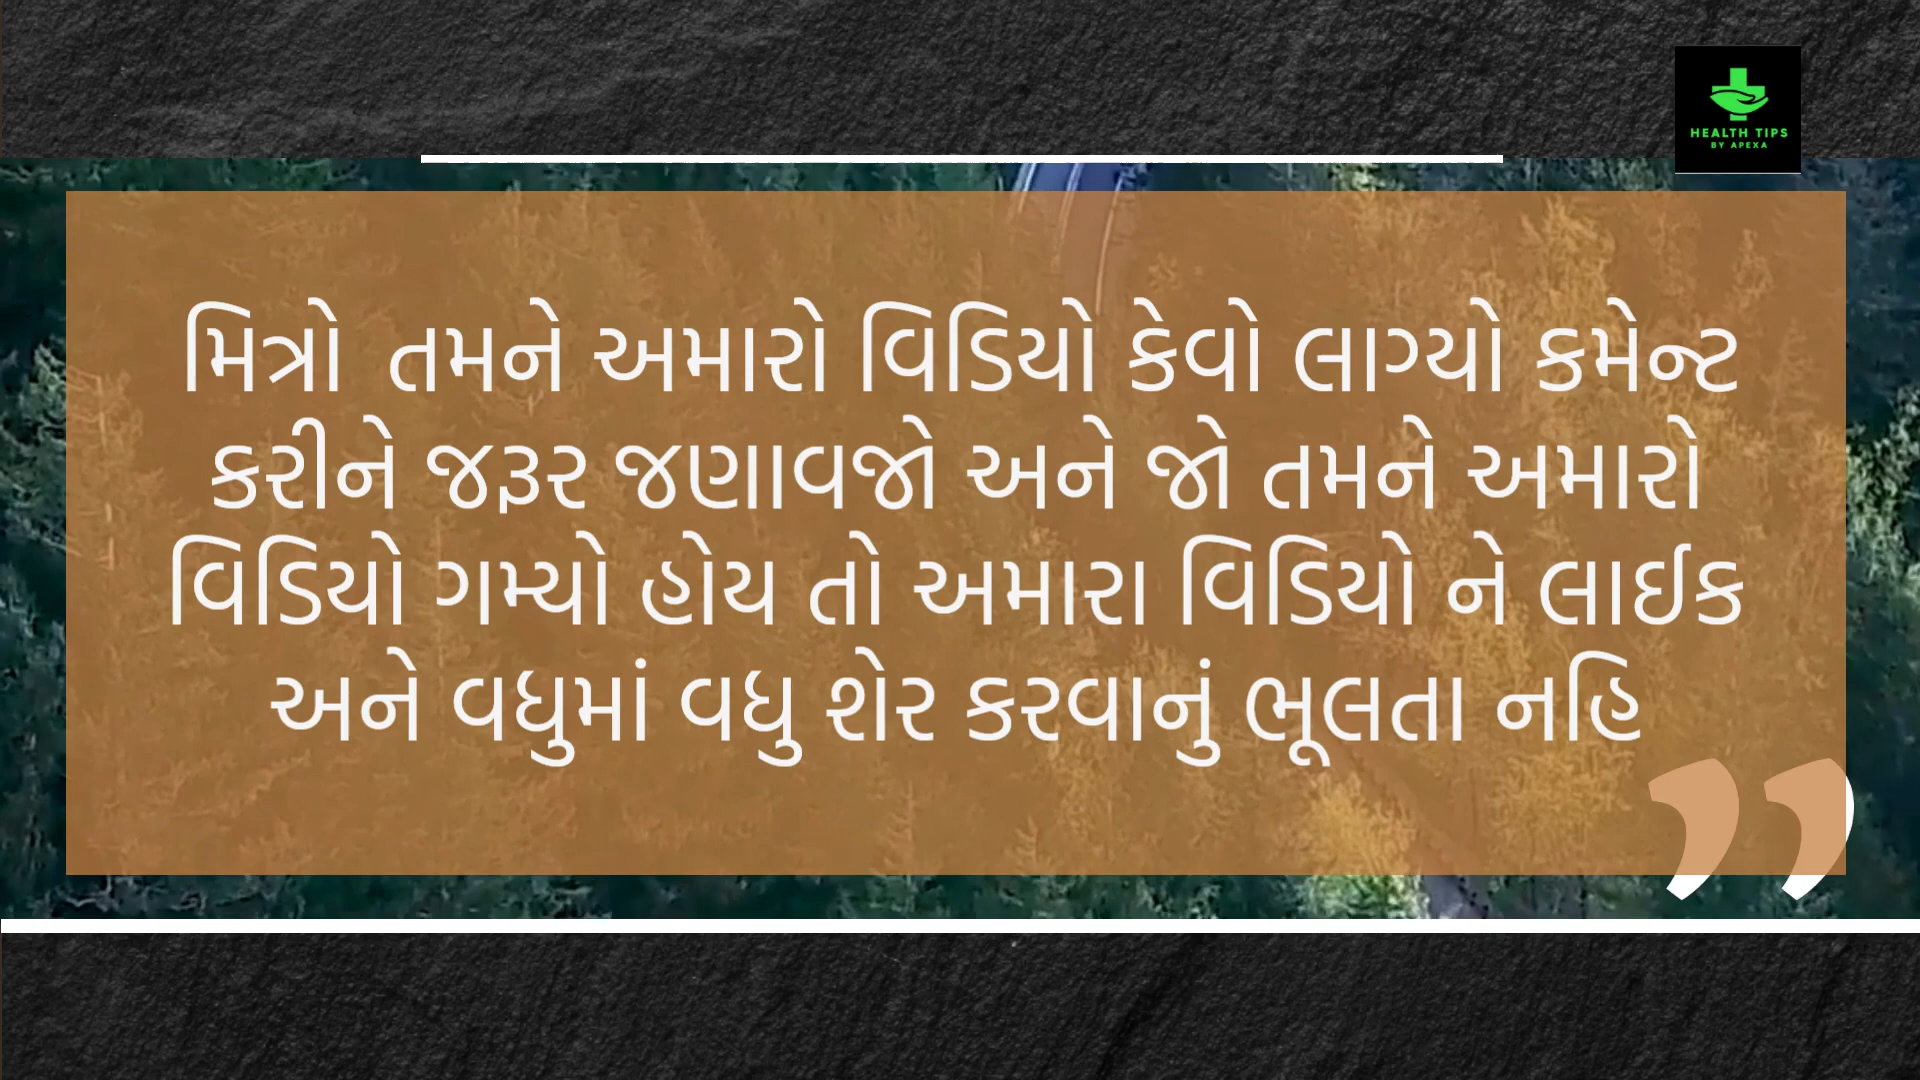 HEALTH TIPS
BY APEXA
મિત્રો  તમને અમારો વિડિયો કેવો લાગ્યો કમેન્ટ
કરીને જરૂર જણાવજો અને જો તમને અમારો
વિડિયો ગમ્યો હોય તો અમારા વિડિયો ને લાઈક
અને વધુમાં વધુ શેર કરવાનું ભૂલતા નહિ
”